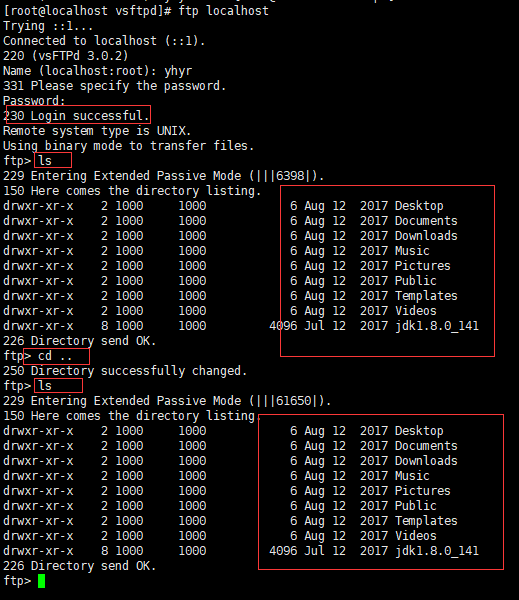 [root@localhost vsftpd]# ftp localhost
Trying ::1...
Connected to localhost (::1).
220 (vsFTPd 3.0.2)
Name (localhost:root): yhyr
331 Please specify the password.
Password:
230 Login successful.
Remote system type is UNIX.
Using binary mode to transfer files.
ftp> ls
229 Entering Extended Passive Mode (|||6398|).
150 Here comes the directory listing.
drwxr-xr-x    2 1000     1000            6 Aug 12  2017 Desktop
drwxr-xr-x    2 1000     1000            6 Aug 12  2017 Documents
drwxr-xr-x    2 1000     1000            6 Aug 12  2017 Downloads
drwxr-xr-x    2 1000     1000            6 Aug 12  2017 Music
drwxr-xr-x    2 1000     1000            6 Aug 12  2017 Pictures
drwxr-xr-x    2 1000     1000            6 Aug 12  2017 Public
drwxr-xr-x    2 1000     1000            6 Aug 12  2017 Templates
drwxr-xr-x    2 1000     1000            6 Aug 12  2017 Videos
drwxr-xr-x    8 1000     1000         4096 Jul 12  2017 jdk1.8.0_141
226 Directory send OK.
ftp> cd ..
250 Directory successfully changed.
ftp> ls
229 Entering Extended Passive Mode (|||61650|).
150 Here comes the directory listing.
drwxr-xr-x    2 1000     1000            6 Aug 12  2017 Desktop
drwxr-xr-x    2 1000     1000            6 Aug 12  2017 Documents
drwxr-xr-x    2 1000     1000            6 Aug 12  2017 Downloads
drwxr-xr-x    2 1000     1000            6 Aug 12  2017 Music
drwxr-xr-x    2 1000     1000            6 Aug 12  2017 Pictures
drwxr-xr-x    2 1000     1000            6 Aug 12  2017 Public
drwxr-xr-x    2 1000     1000            6 Aug 12  2017 Templates
drwxr-xr-x    2 1000     1000            6 Aug 12  2017 Videos
drwxr-xr-x    8 1000     1000         4096 Jul 12  2017 jdk1.8.0_141
226 Directory send OK.
ftp>